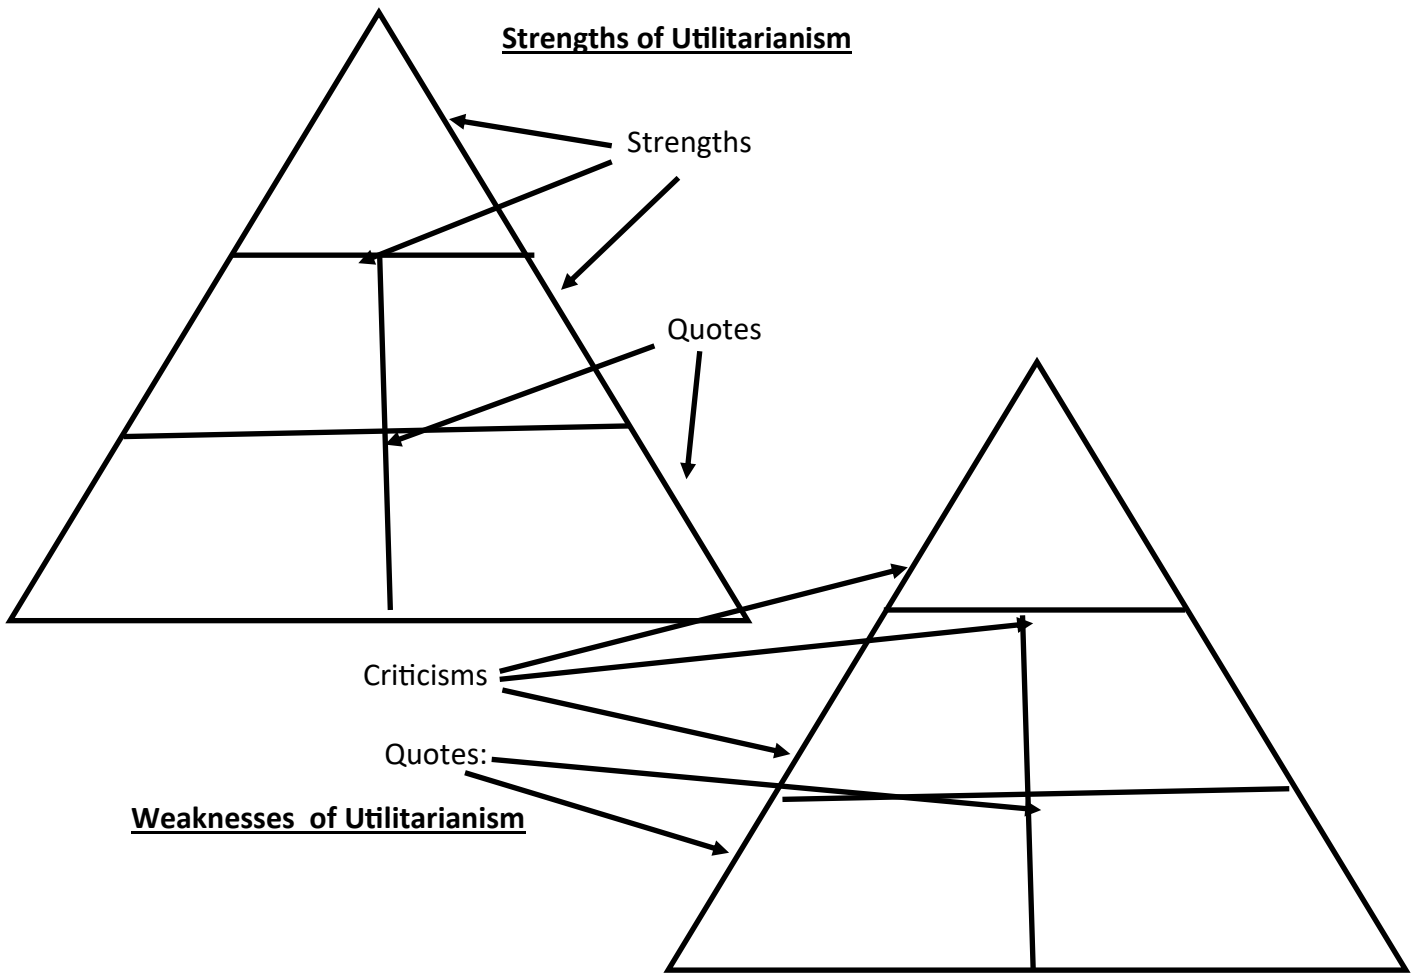 Strengths of Utilitarianism
Strengths
Quotes
Criticisms
Quotes:
Weaknesses  of Utilitarianism